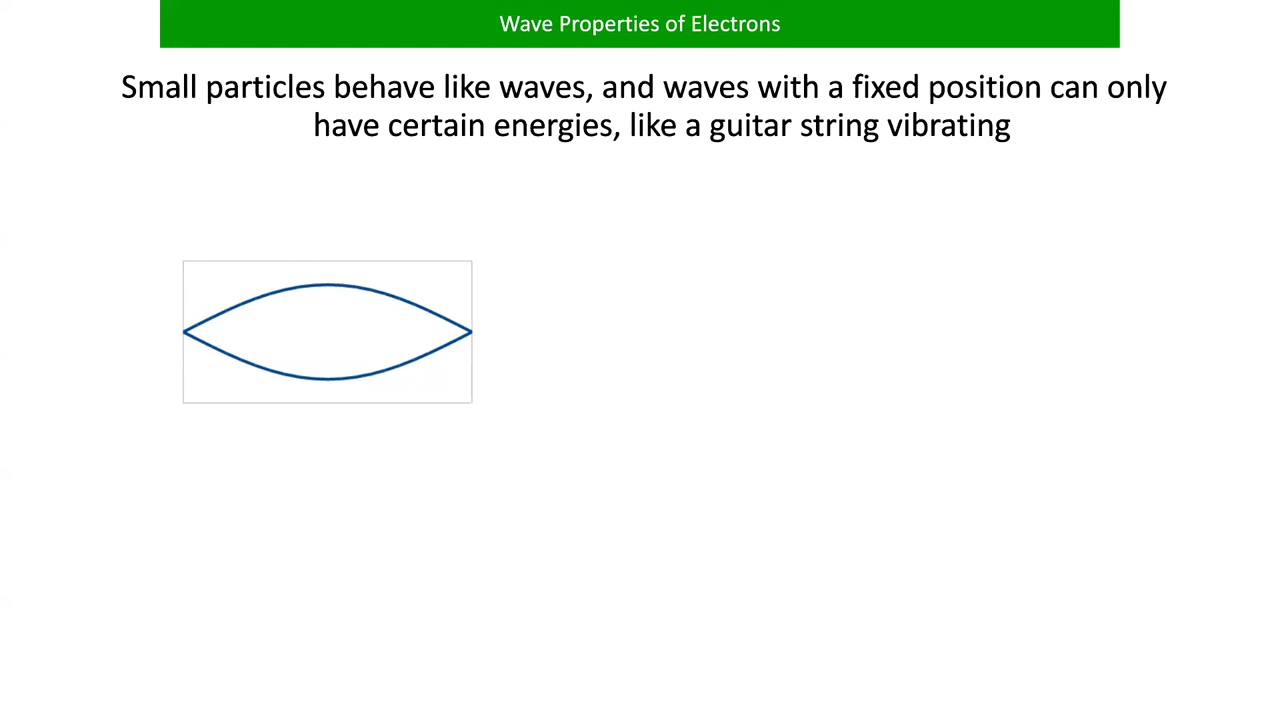 Wave Properties of Electrons
Small particles behave like waves, and waves with a fixed position can only
have certain energies, like a guitar string vibrating